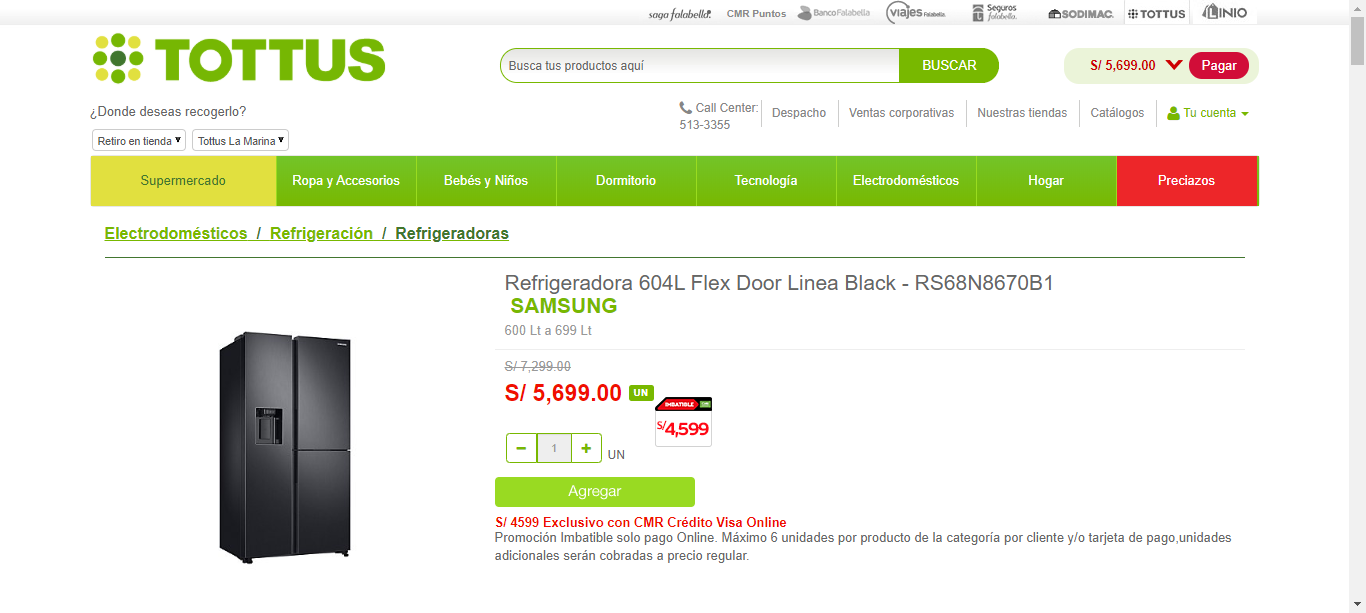 saga falabella. CMR Puntos BancoFalabella viajes Falabella Seguros falabella. SODIMAC. TOTTUS LINIO
TOTTUS
Busca tus productos aquí BUSCAR
S/ 5,699.00 Pagar
¿Donde deseas recogerlo?
Retiro en tienda Tottus La Marina
Call Center:
513-3355
Despacho Ventas corporativas Nuestras tiendas Catálogos Tu cuenta
Supermercado Ropa y Accesorios Bebés y Niños Dormitorio Tecnología Electrodomésticos Hogar Preciazos
Electrodomésticos / Refrigeración / Refrigeradoras
Refrigeradora 604L Flex Door Linea Black - RS68N8670B1
SAMSUNG
600 Lt a 699 Lt
S/ 7,299.00
S/ 5,699.00 UN
IMBATIBLE
S/4,599
− 1 + UN
Agregar
S/ 4599 Exclusivo con CMR Crédito Visa Online
Promoción Imbatible solo pago Online. Máximo 6 unidades por producto de la categoría por cliente y/o tarjeta de pago,unidades
adicionales serán cobradas a precio regular.